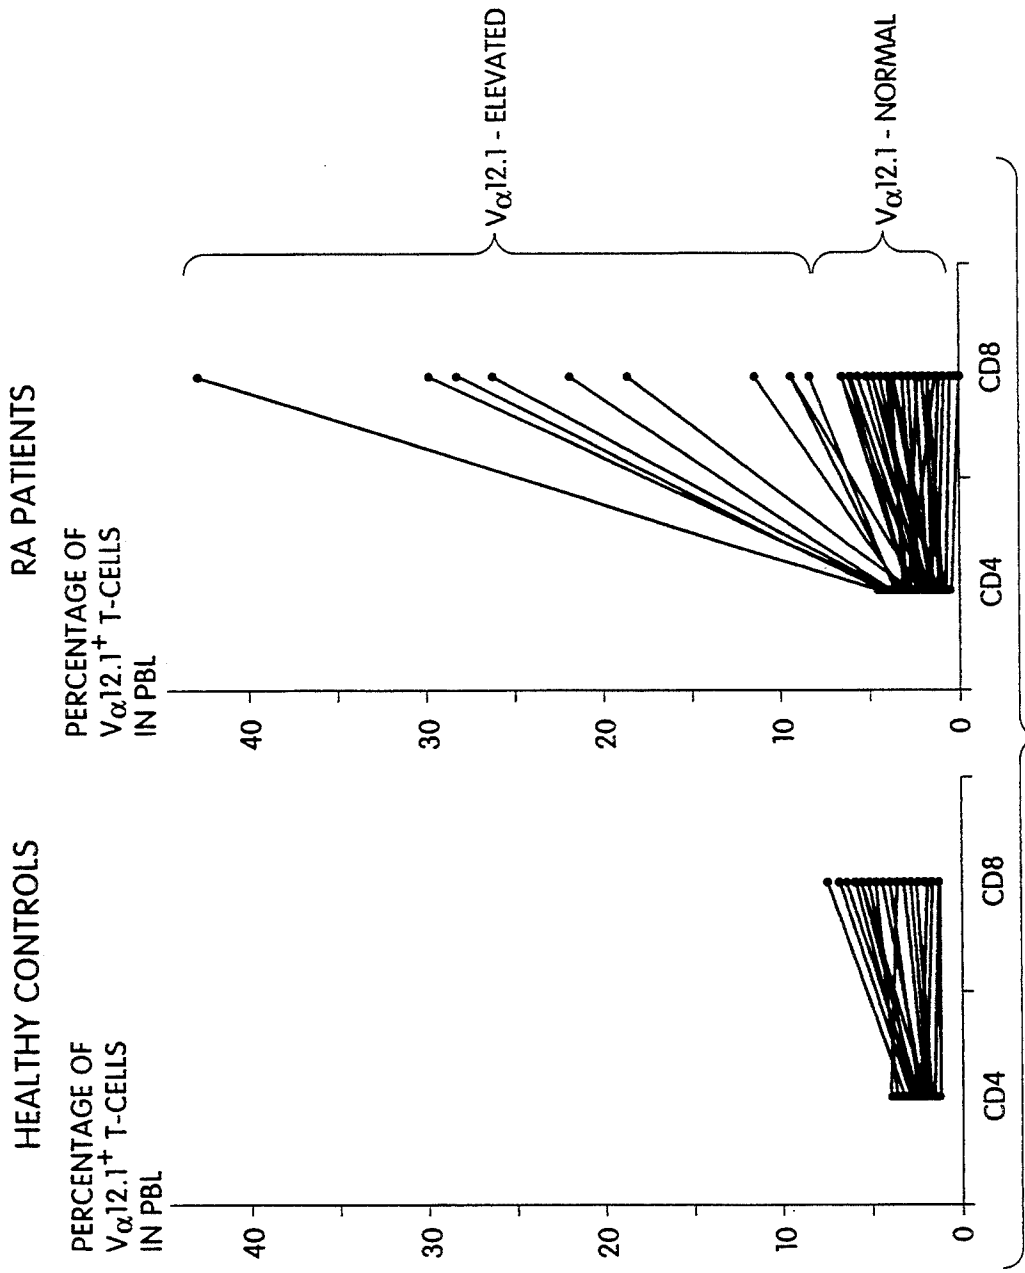 HEALTHY CONTROLS
PERCENTAGE OF
Vα12.1+ T-CELLS
IN PBL
40
30
20
10
0
CD4
CD8
RA PATIENTS
PERCENTAGE OF
Vα12.1+ T-CELLS
IN PBL
40
30
20
10
0
CD4
CD8
Vα12.1 - ELEVATED
Vα12.1 - NORMAL